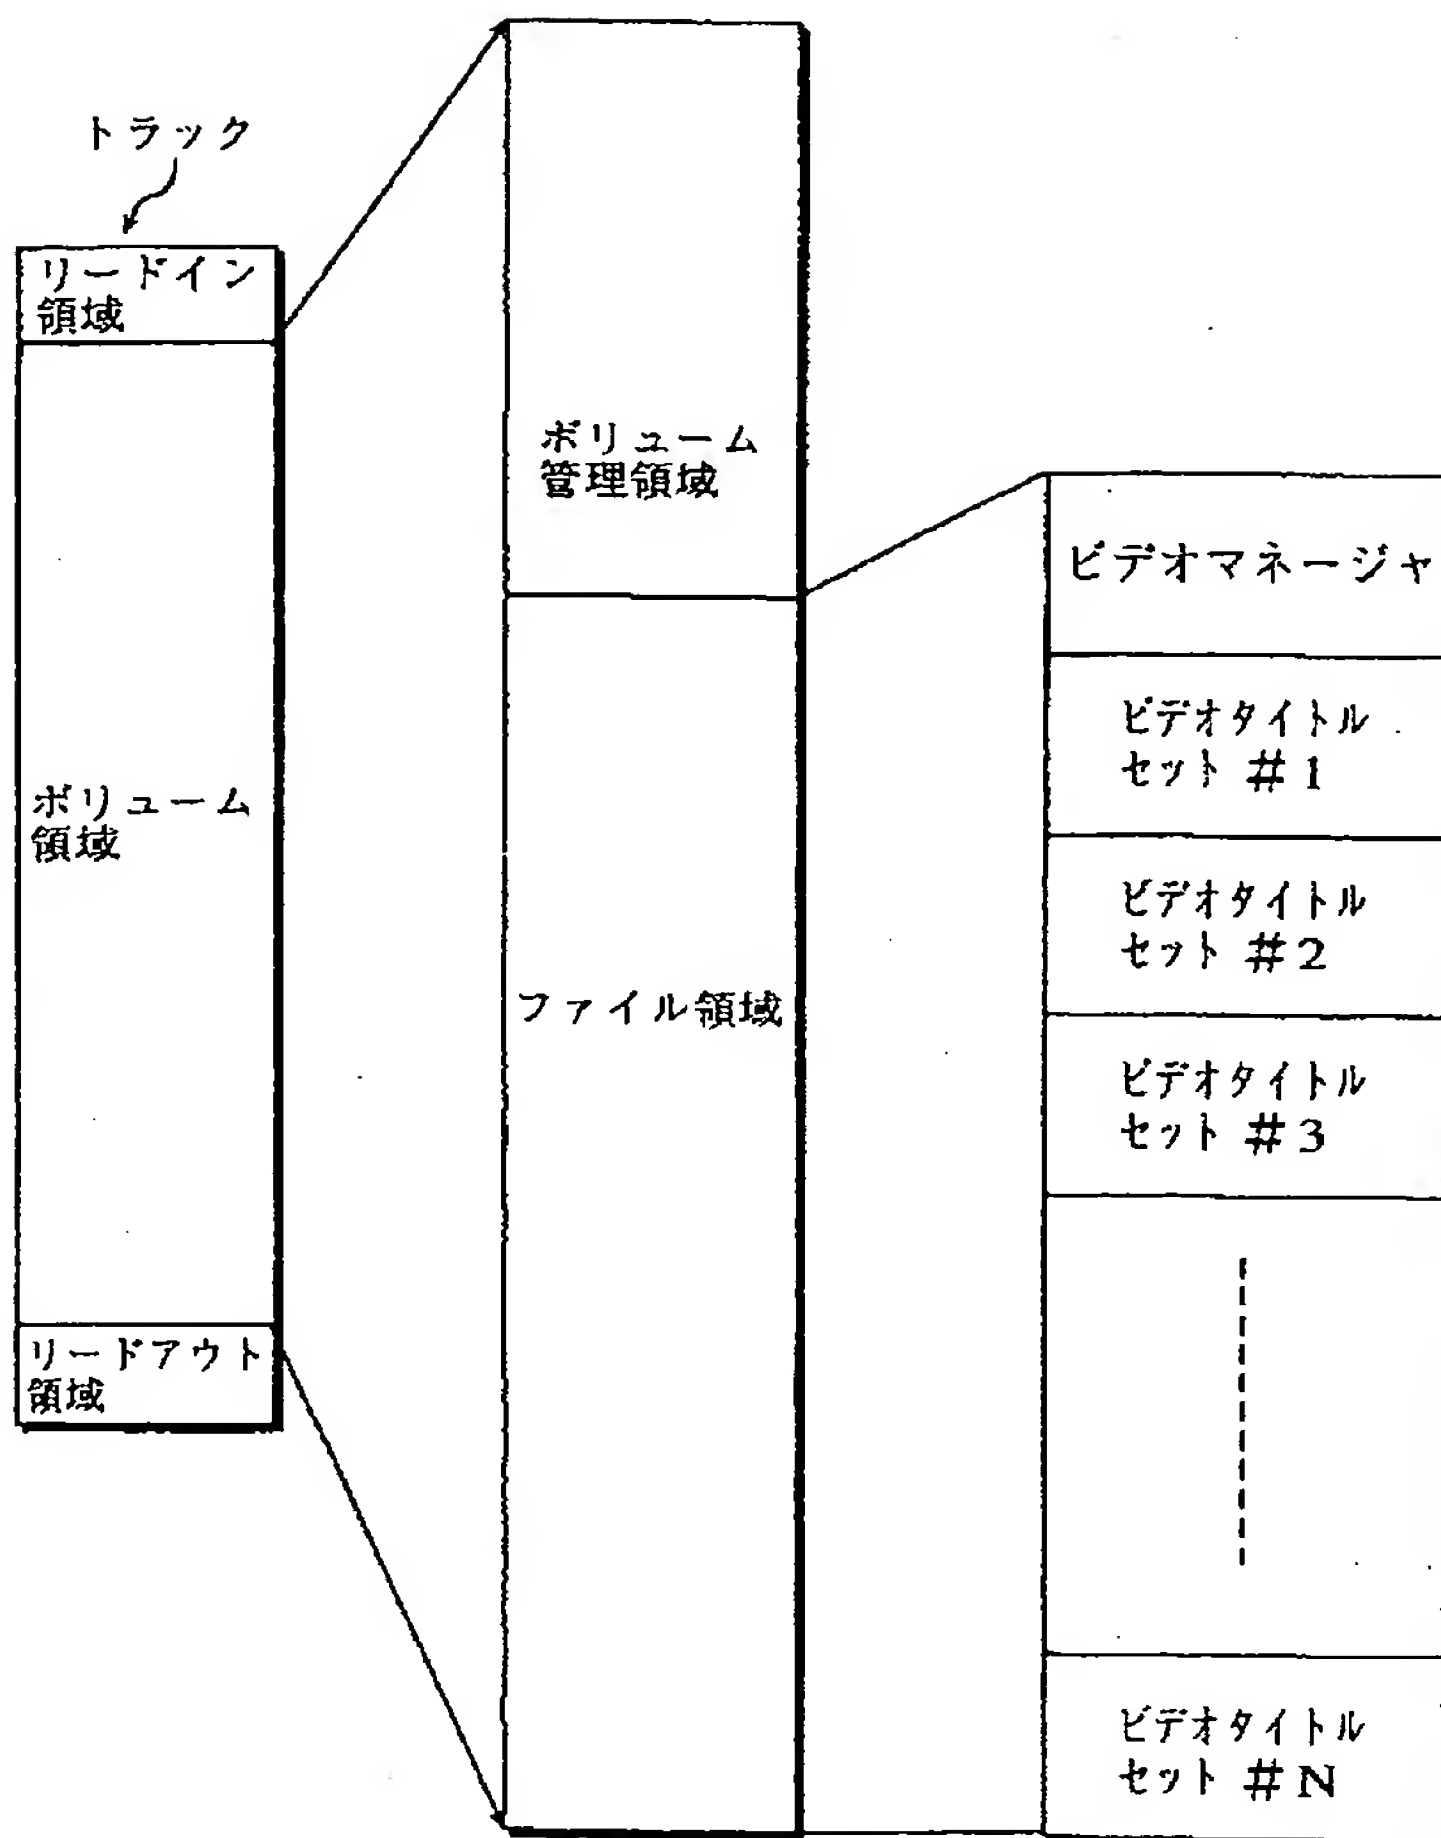 トラック
リードイン
領域
ボリューム
領域
リードアウト
領域
ボリューム
管理領域
ファイル領域
ビデオマネージャ
ビデオタイトル
セット #1
ビデオタイトル
セット #2
ビデオタイトル
セット #3
ビデオタイトル
セット #N